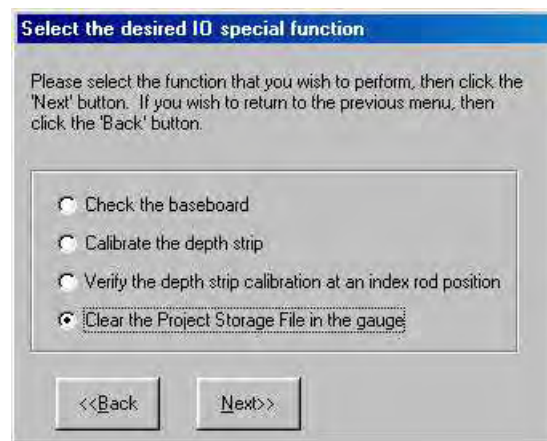 Select the desired IO special function
Please select the function that you wish to perform, then click the
'Next' button. If you wish to return to the previous menu, then
click the 'Back' button.
Check the baseboard
Calibrate the depth strip
Verify the depth strip calibration at an index rod position
Clear the Project Storage File in the gauge
<<Back
Next>>